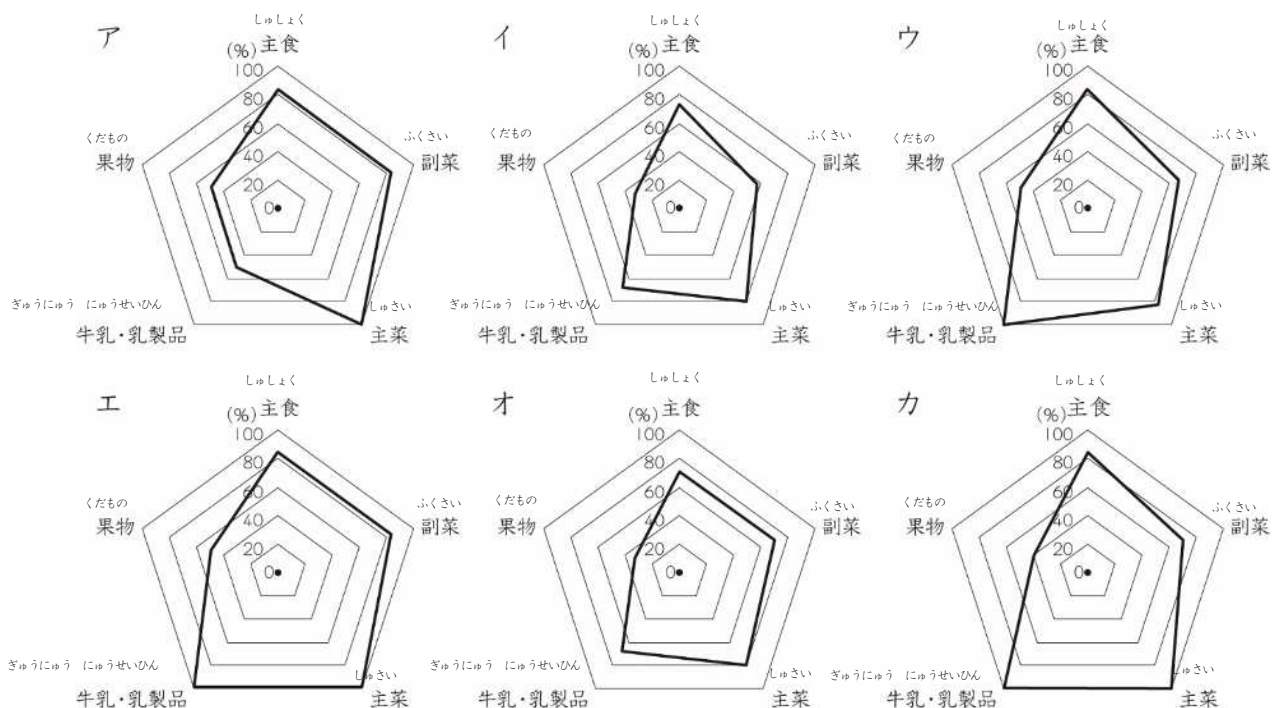 ア
しゅしょく
(%)主食
100
80
60
40
20
0
くだもの
果物
ふくさい
副菜
ぎゅうにゅう にゅうせいひん
牛乳・乳製品
しゅさい
主菜
イ
しゅしょく
(%)主食
100
80
60
40
20
0
くだもの
果物
ふくさい
副菜
ぎゅうにゅう にゅうせいひん
牛乳・乳製品
しゅさい
主菜
ウ
しゅしょく
(%)主食
100
80
60
40
20
0
くだもの
果物
ふくさい
副菜
ぎゅうにゅう にゅうせいひん
牛乳・乳製品
しゅさい
主菜
エ
しゅしょく
(%)主食
100
80
60
40
20
0
くだもの
果物
ふくさい
副菜
ぎゅうにゅう にゅうせいひん
牛乳・乳製品
しゅさい
主菜
オ
しゅしょく
(%)主食
100
80
60
40
20
0
くだもの
果物
ふくさい
副菜
ぎゅうにゅう にゅうせいひん
牛乳・乳製品
しゅさい
主菜
カ
しゅしょく
(%)主食
100
80
60
40
20
0
くだもの
果物
ふくさい
副菜
ぎゅうにゅう にゅうせいひん
牛乳・乳製品
しゅさい
主菜